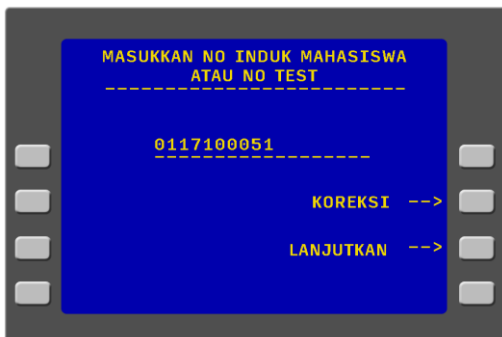 MASUKKAN NO INDUK MAHASISWA
ATAU NO TEST
--------------------------
0117100051
-------------------
KOREKSI -->
LANJUTKAN -->